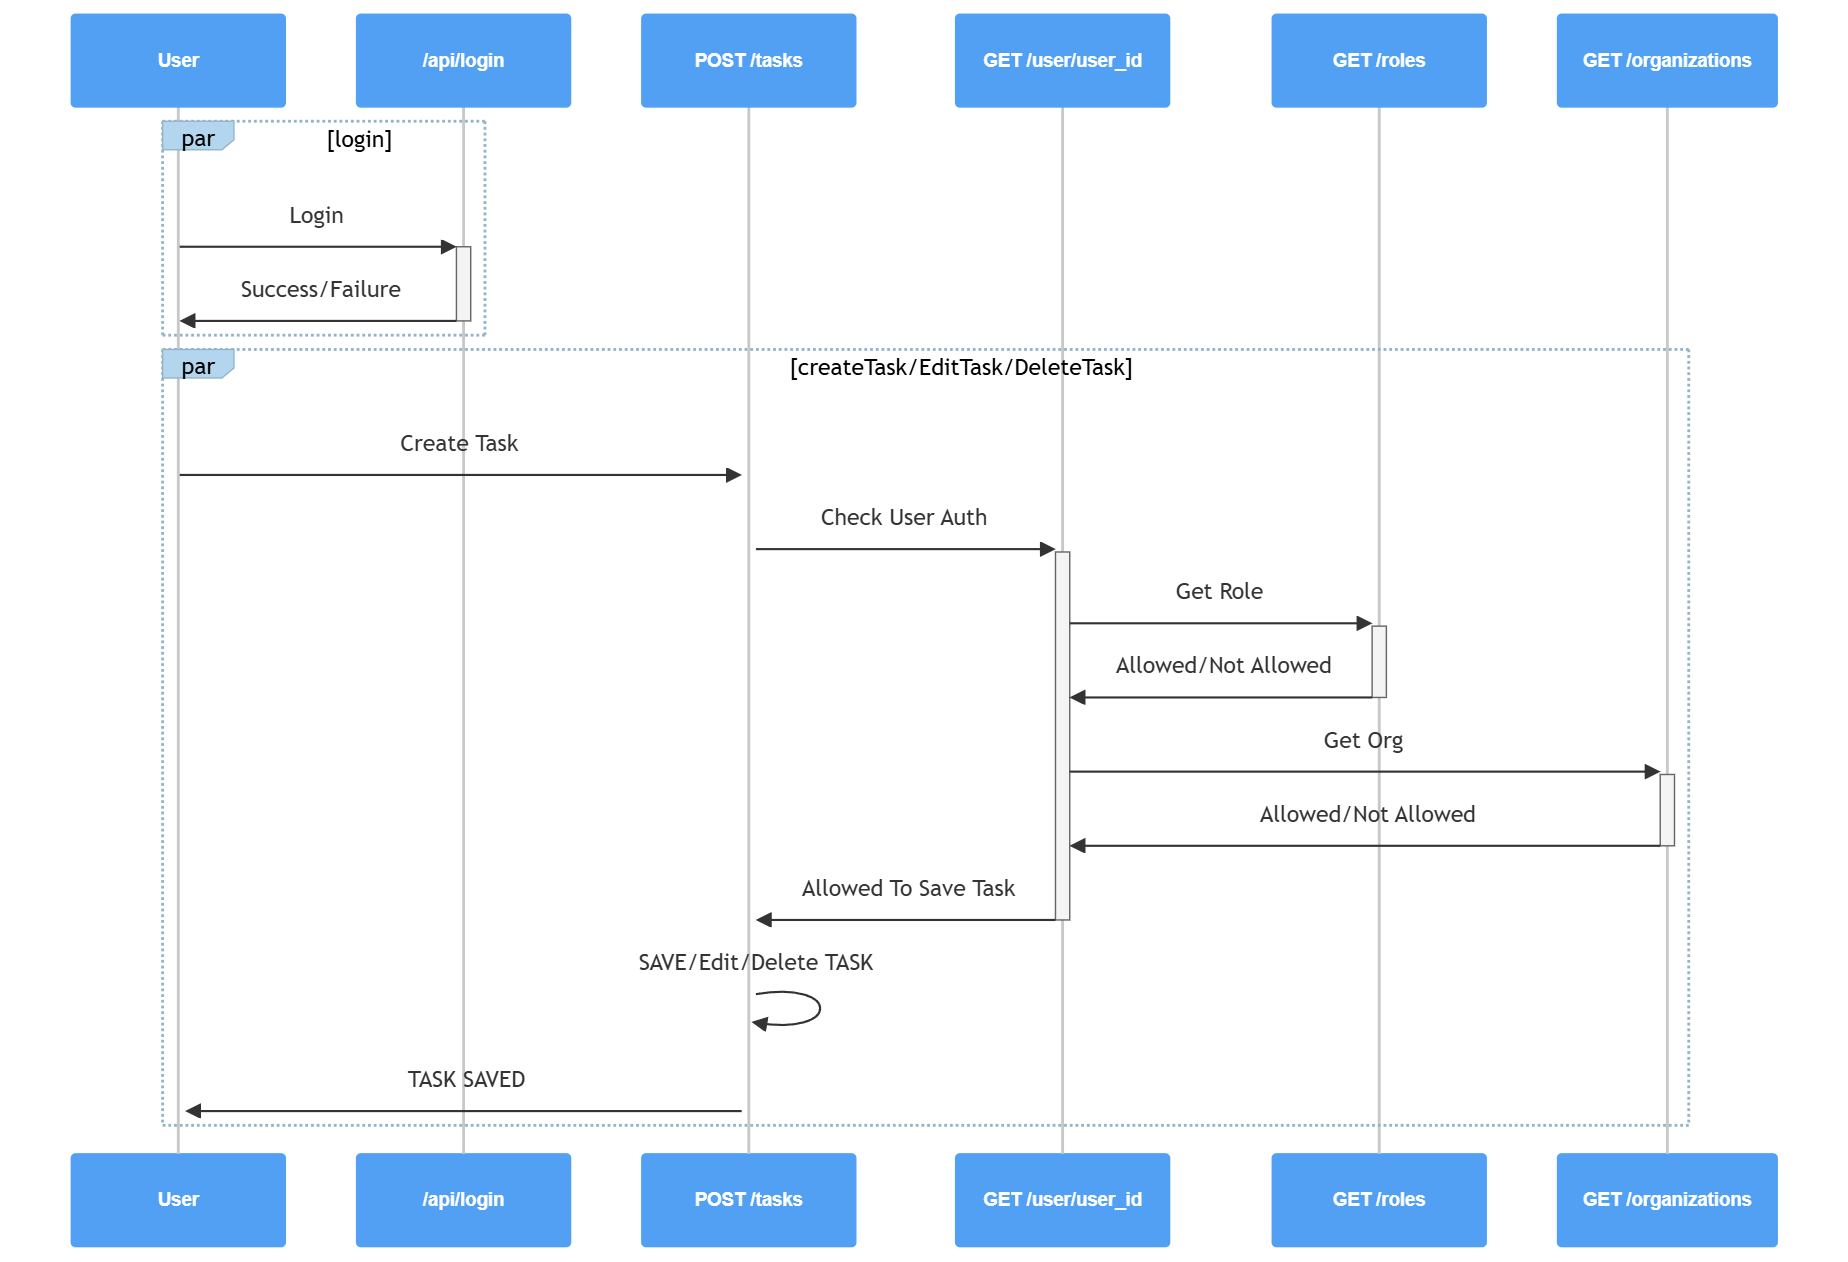 User
/api/login
POST /tasks
GET /user/user_id
GET /roles
GET /organizations
par
[login]
Login
Success/Failure
par
[createTask/EditTask/DeleteTask]
Create Task
Check User Auth
Get Role
Allowed/Not Allowed
Get Org
Allowed/Not Allowed
Allowed To Save Task
SAVE/Edit/Delete TASK
TASK SAVED
User
/api/login
POST /tasks
GET /user/user_id
GET /roles
GET /organizations